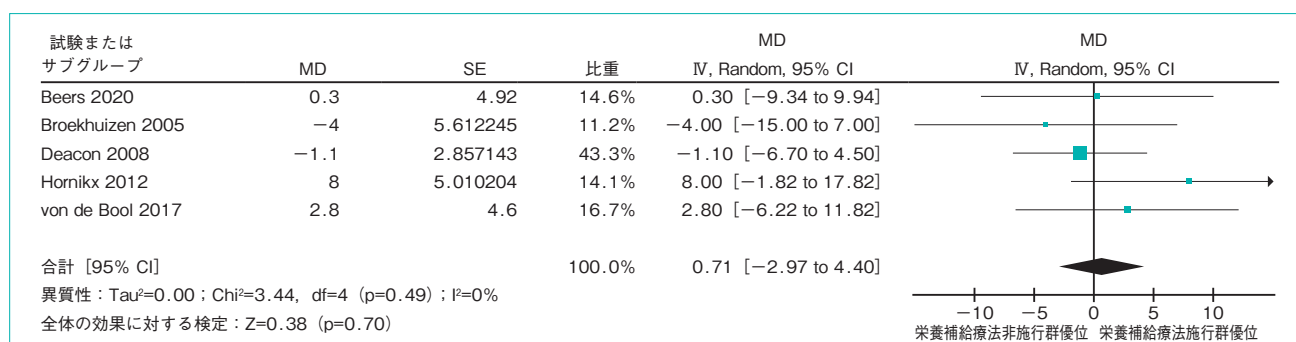 試験または MD MD
サブグループ MD SE 比重 Ⅳ, Random, 95% CI Ⅳ, Random, 95% CI
Beers 2020 0.3 4.92 14.6% 0.30［−9.34 to 9.94］
Broekhuizen 2005 −4 5.612245 11.2% −4.00［−15.00 to 7.00］
Deacon 2008 −1.1 2.857143 43.3% −1.10［−6.70 to 4.50］
Hornikx 2012 8 5.010204 14.1% 8.00［−1.82 to 17.82］
von de Bool 2017 2.8 4.6 16.7% 2.80［−6.22 to 11.82］
合計［95% CI］ 100.0% 0.71［−2.97 to 4.40］
異質性：Tau²=0.00；Chi²=3.44, df=4（p=0.49）；I²=0%
全体の効果に対する検定：Z=0.38（p=0.70）
−10 −5 0 5 10
栄養補給療法非施行群優位 栄養補給療法施行群優位